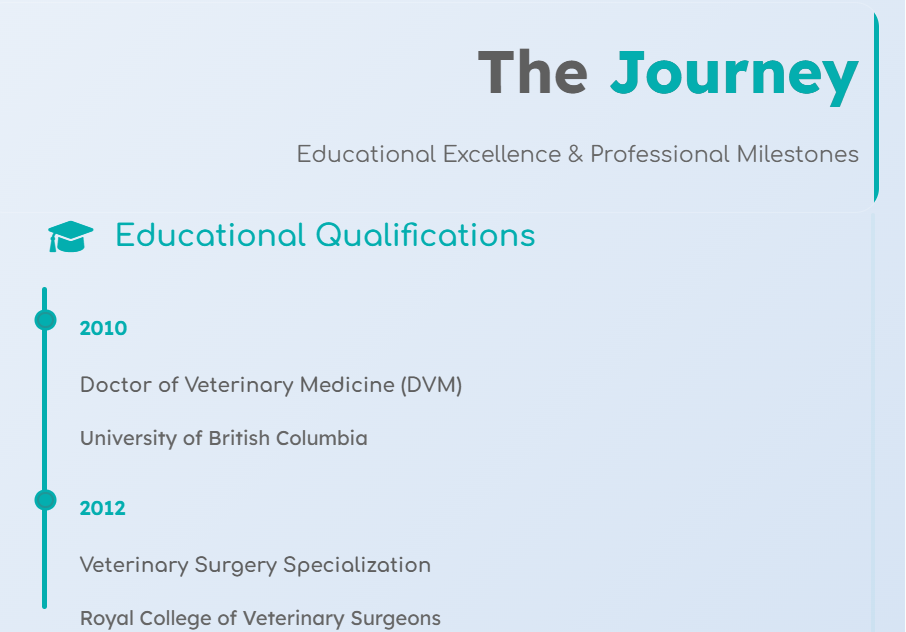 The Journey
Educational Excellence & Professional Milestones
Educational Qualifications
2010
Doctor of Veterinary Medicine (DVM)
University of British Columbia
2012
Veterinary Surgery Specialization
Royal College of Veterinary Surgeons